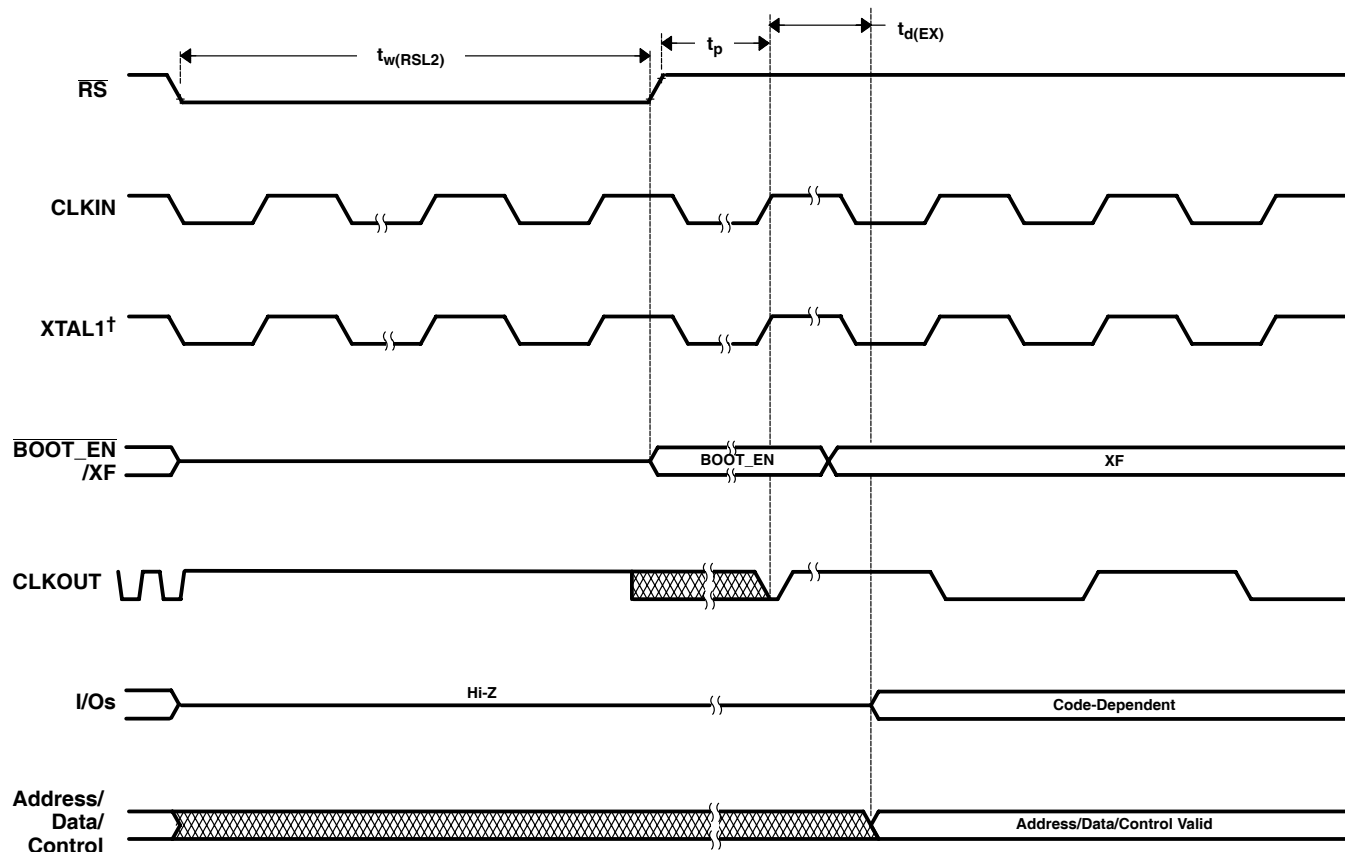 tw(RSL2)
tp
td(EX)
RS
CLKIN
XTAL1†
BOOT_EN
/XF
BOOT_EN
XF
CLKOUT
I/Os
Hi-Z
Code-Dependent
Address/
Data/
Control
Address/Data/Control Valid